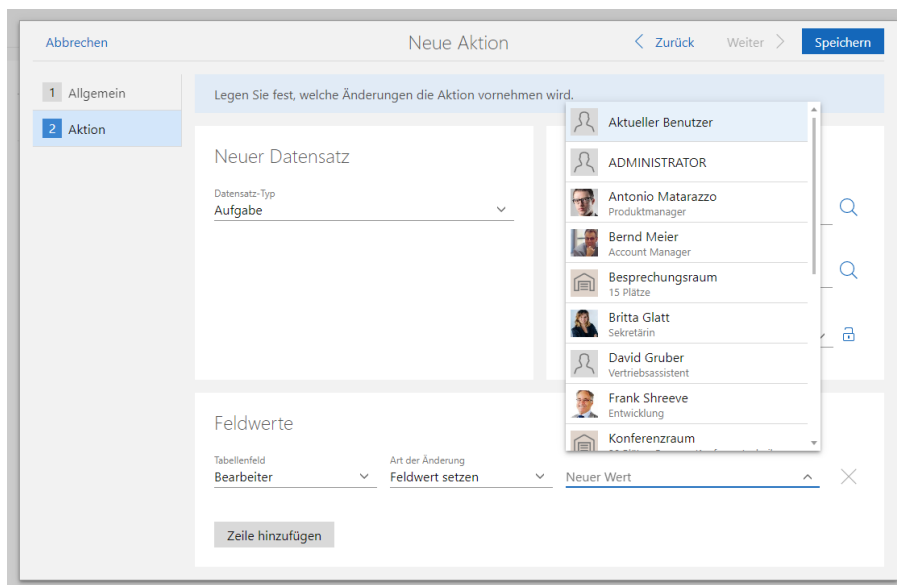 Abbrechen
Neue Aktion
Zurück
Weiter
Speichern
1 Allgemein
2 Aktion
Legen Sie fest, welche Änderungen die Aktion vornehmen wird.
Neuer Datensatz
Datensatz-Typ
Aufgabe
Aktueller Benutzer
ADMINISTRATOR
Antonio Matarazzo
Produktmanager
Bernd Meier
Account Manager
Besprechungsraum
15 Plätze
Britta Glatt
Sekretärin
David Gruber
Vertriebsassistent
Frank Shreeve
Entwicklung
Konferenzraum
Feldwerte
Tabellenfeld
Bearbeiter
Art der Änderung
Feldwert setzen
Neuer Wert
Zeile hinzufügen